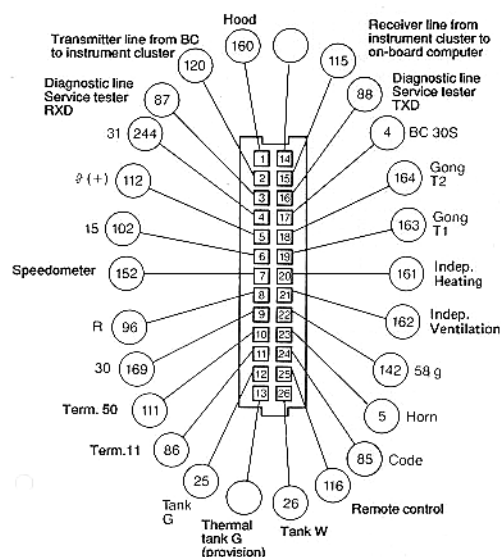 Hood
160
Transmitter line from BC
to instrument cluster
120
Receiver line from
instrument cluster to
on-board computer
115
Diagnostic line
Service tester
RXD
87
Diagnostic line
Service tester
TXD
88
31 244
4 BC 30S
ϑ (+) 112
164 Gong
T2
15 102
163 Gong
T1
Speedometer 152
161 Indep.
Heating
R 96
162 Indep.
Ventilation
30 169
142 58 g
Term. 50 111
5 Horn
Term.11 86
85 Code
25
Tank
G
116
Remote control
Thermal
tank G
(provision)
26
Tank W
1 14
2 15
3 16
4 17
5 18
6 19
7 20
8 21
9 22
10 23
11 24
12 25
13 26